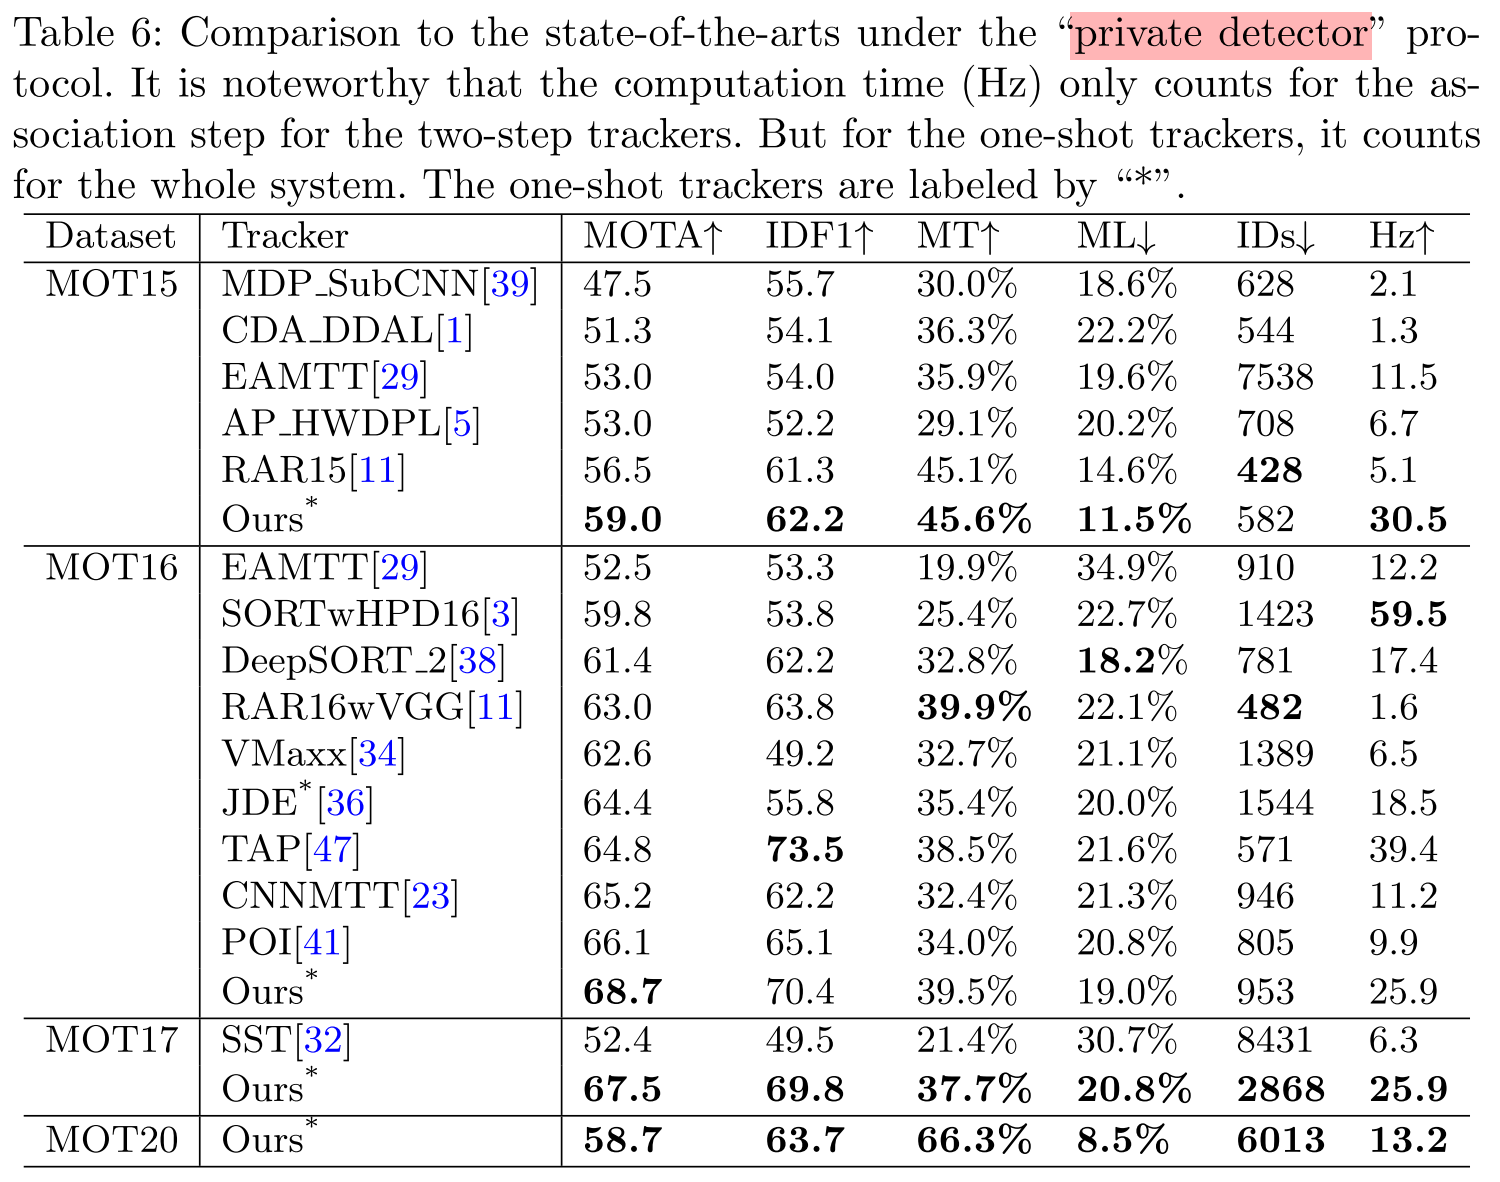 Table 6: Comparison to the state-of-the-arts under the “private detector” pro-
tocol. It is noteworthy that the computation time (Hz) only counts for the as-
sociation step for the two-step trackers. But for the one-shot trackers, it counts
for the whole system. The one-shot trackers are labeled by “*”.
Dataset Tracker MOTA↑ IDF1↑ MT↑ ML↓ IDs↓ Hz↑
MOT15 MDP_SubCNN[39] 47.5 55.7 30.0% 18.6% 628 2.1
CDA_DDAL[1] 51.3 54.1 36.3% 22.2% 544 1.3
EAMTT[29] 53.0 54.0 35.9% 19.6% 7538 11.5
AP_HWDPL[5] 53.0 52.2 29.1% 20.2% 708 6.7
RAR15[11] 56.5 61.3 45.1% 14.6% 428 5.1
Ours* 59.0 62.2 45.6% 11.5% 582 30.5
MOT16 EAMTT[29] 52.5 53.3 19.9% 34.9% 910 12.2
SORTwHPD16[3] 59.8 53.8 25.4% 22.7% 1423 59.5
DeepSORT_2[38] 61.4 62.2 32.8% 18.2% 781 17.4
RAR16wVGG[11] 63.0 63.8 39.9% 22.1% 482 1.6
VMaxx[34] 62.6 49.2 32.7% 21.1% 1389 6.5
JDE*[36] 64.4 55.8 35.4% 20.0% 1544 18.5
TAP[47] 64.8 73.5 38.5% 21.6% 571 39.4
CNNMTT[23] 65.2 62.2 32.4% 21.3% 946 11.2
POI[41] 66.1 65.1 34.0% 20.8% 805 9.9
Ours* 68.7 70.4 39.5% 19.0% 953 25.9
MOT17 SST[32] 52.4 49.5 21.4% 30.7% 8431 6.3
Ours* 67.5 69.8 37.7% 20.8% 2868 25.9
MOT20 Ours* 58.7 63.7 66.3% 8.5% 6013 13.2